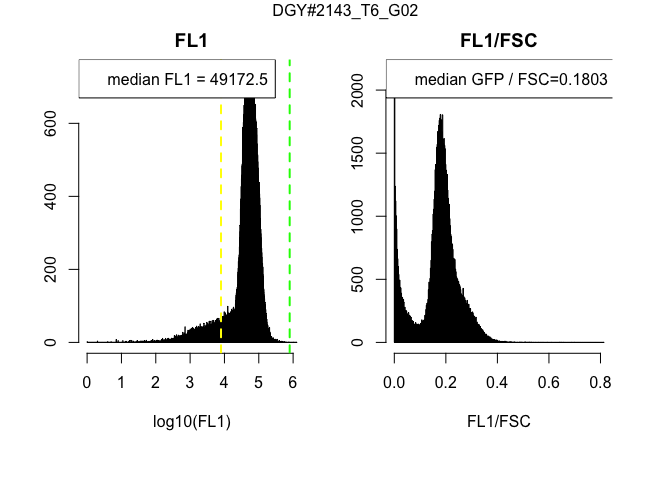 DGY#2143_T6_G02
FL1
median FL1 = 49172.5
0
200
400
600
0 1 2 3 4 5 6
log10(FL1)
FL1/FSC
median GFP / FSC=0.1803
0
500
1000
1500
2000
0.0 0.2 0.4 0.6 0.8
FL1/FSC